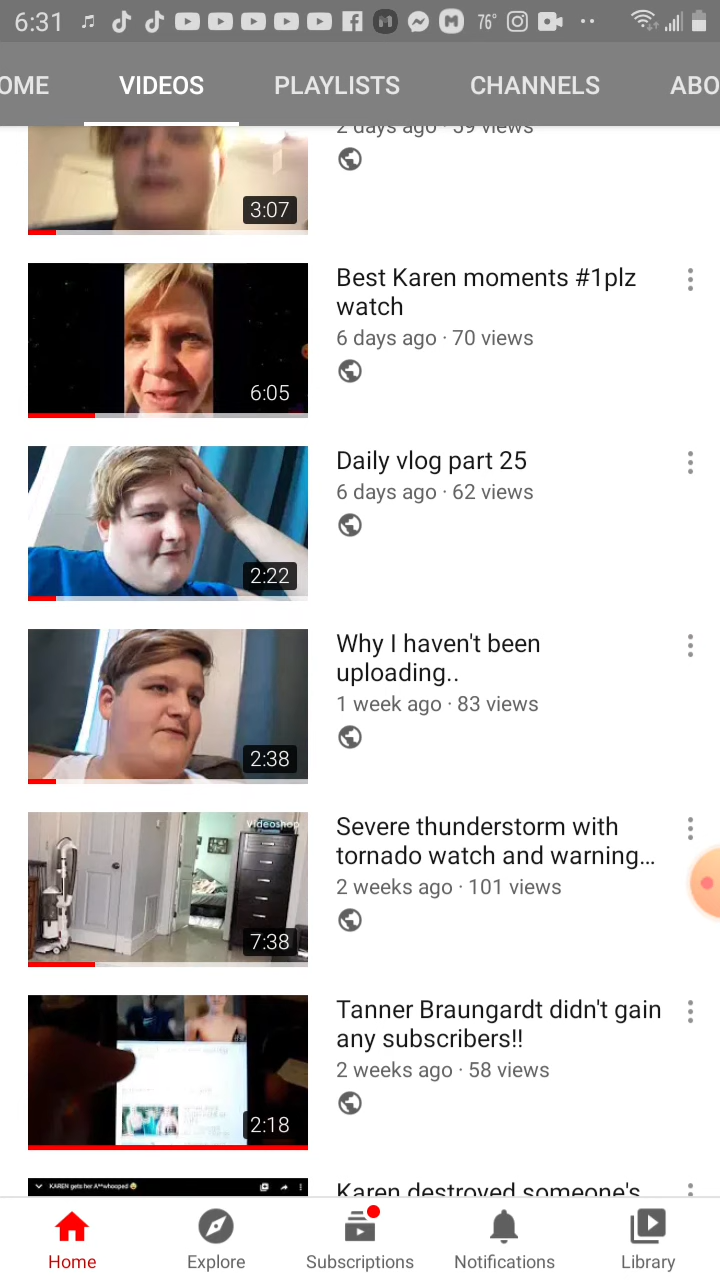 6:31
76°
OME
VIDEOS
PLAYLISTS
CHANNELS
ABO
2 days ago · 59 views
3:07
Best Karen moments #1plz
watch
6 days ago · 70 views
6:05
Daily vlog part 25
6 days ago · 62 views
2:22
Why I haven't been
uploading..
1 week ago · 83 views
2:38
Videoshop
Severe thunderstorm with
tornado watch and warning...
2 weeks ago · 101 views
7:38
Tanner Braungardt didn't gain
any subscribers!!
2 weeks ago · 58 views
2:18
KAREN gets her A**whooped
Karen destroyed someone's
Home
Explore
Subscriptions
Notifications
Library